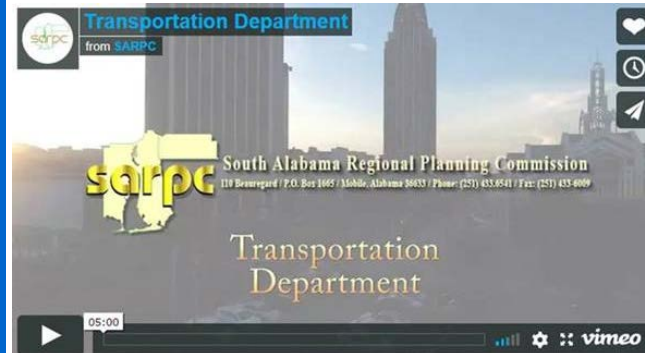 sarpc
Transportation Department
from SARPC
sarpc
South Alabama Regional Planning Commission
110 Beauregard / P.O. Box 1665 / Mobile, Alabama 36633 / Phone: (251) 433.6541 / Fax: (251) 433-6009
Transportation
Department
05:00
vimeo